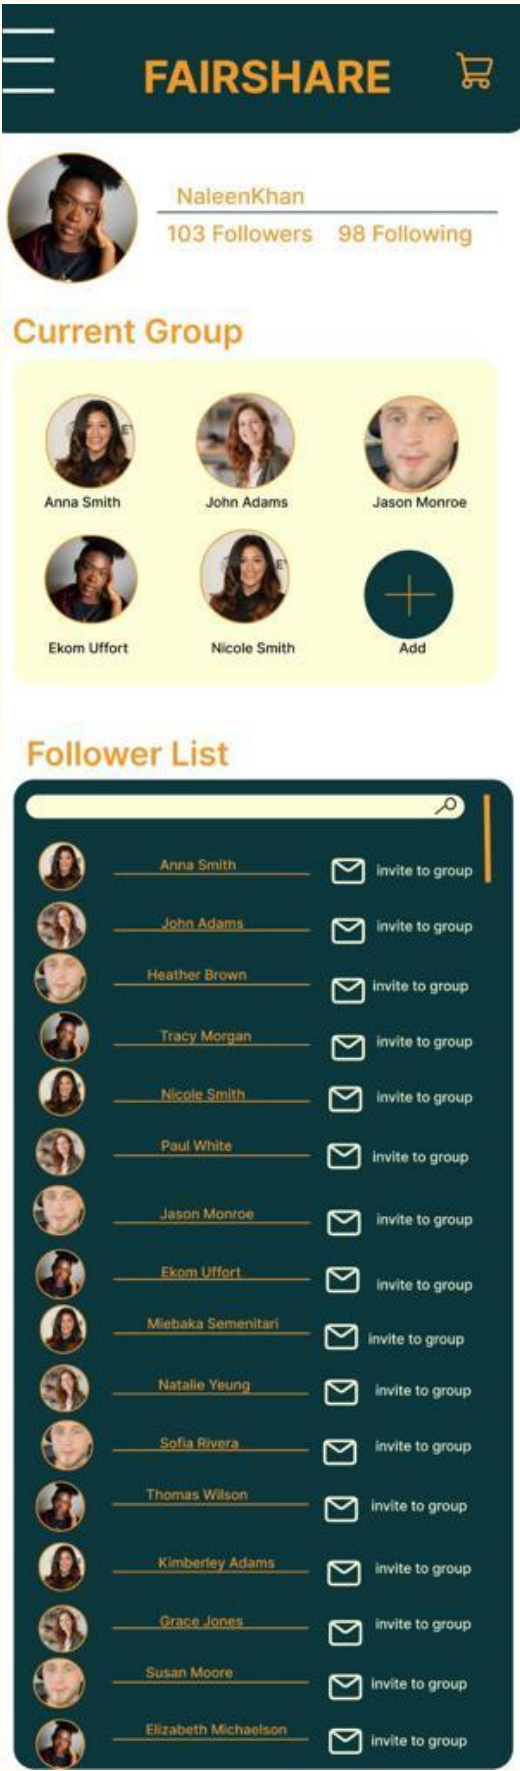 FAIRSHARE
NaleenKhan
103 Followers 98 Following
Current Group
Anna Smith John Adams Jason Monroe
Ekom Uffort Nicole Smith Add
Follower List
Anna Smith invite to group
John Adams invite to group
Heather Brown invite to group
Tracy Morgan invite to group
Nicole Smith invite to group
Paul White invite to group
Jason Monroe invite to group
Ekom Uffort invite to group
Miebaka Semenitari invite to group
Natalie Yeung invite to group
Sofia Rivera invite to group
Thomas Wilson invite to group
Kimberley Adams invite to group
Grace Jones invite to group
Susan Moore invite to group
Elizabeth Michaelson invite to group